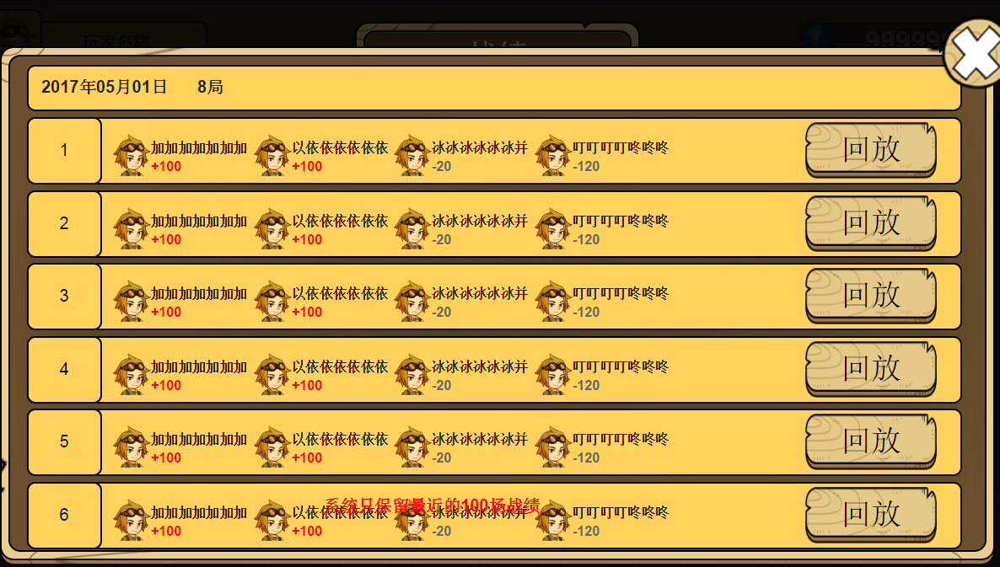 玩家名称
战绩
999999
2017年05月01日 8局
1 加加加加加加加 以依依依依依依 冰冰冰冰冰冰并 叮叮叮叮咚咚咚 回放
+100 +100 -20 -120
2 加加加加加加加 以依依依依依依 冰冰冰冰冰冰并 叮叮叮叮咚咚咚 回放
+100 +100 -20 -120
3 加加加加加加加 以依依依依依依 冰冰冰冰冰冰并 叮叮叮叮咚咚咚 回放
+100 +100 -20 -120
4 加加加加加加加 以依依依依依依 冰冰冰冰冰冰并 叮叮叮叮咚咚咚 回放
+100 +100 -20 -120
5 加加加加加加加 以依依依依依依 冰冰冰冰冰冰并 叮叮叮叮咚咚咚 回放
+100 +100 -20 -120
系统只保留最近的100场战绩
6 加加加加加加加 以依依依依依依 冰冰冰冰冰冰并 叮叮叮叮咚咚咚 回放
+100 +100 -20 -120